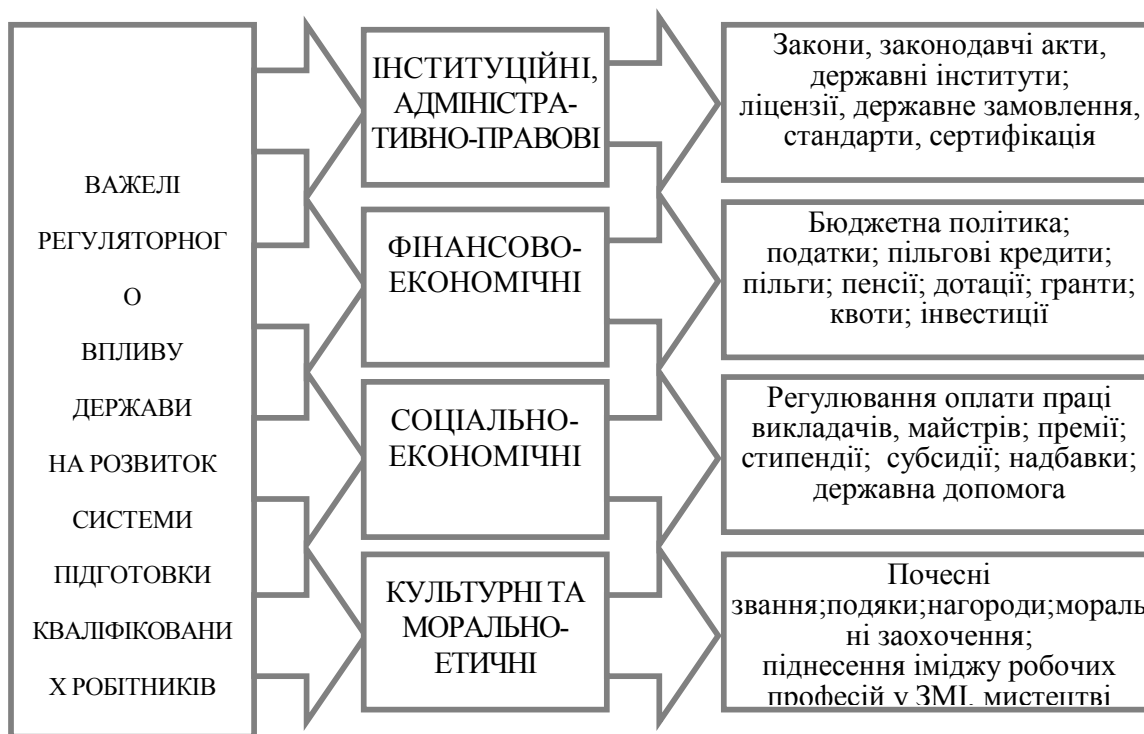 ВАЖЕЛІ
РЕГУЛЯТОРНОГ
О
ВПЛИВУ
ДЕРЖАВИ
НА РОЗВИТОК
СИСТЕМИ
ПІДГОТОВКИ
КВАЛІФІКОВАНИ
Х РОБІТНИКІВ
ІНСТИТУЦІЙНІ,
АДМІНІСТРА-
ТИВНО-ПРАВОВІ
Закони, законодавчі акти,
державні інститути;
ліцензії, державне замовлення,
стандарти, сертифікація
ФІНАНСОВО-
ЕКОНОМІЧНІ
Бюджетна політика;
податки; пільгові кредити;
пільги; пенсії; дотації; гранти;
квоти; інвестиції
СОЦІАЛЬНО-
ЕКОНОМІЧНІ
Регулювання оплати праці
викладачів, майстрів; премії;
стипендії; субсидії; надбавки;
державна допомога
КУЛЬТУРНІ ТА
МОРАЛЬНО-
ЕТИЧНІ
Почесні
звання;подяки;нагороди;мораль
ні заохочення;
піднесення іміджу робочих
професій у ЗМІ, мистецтві